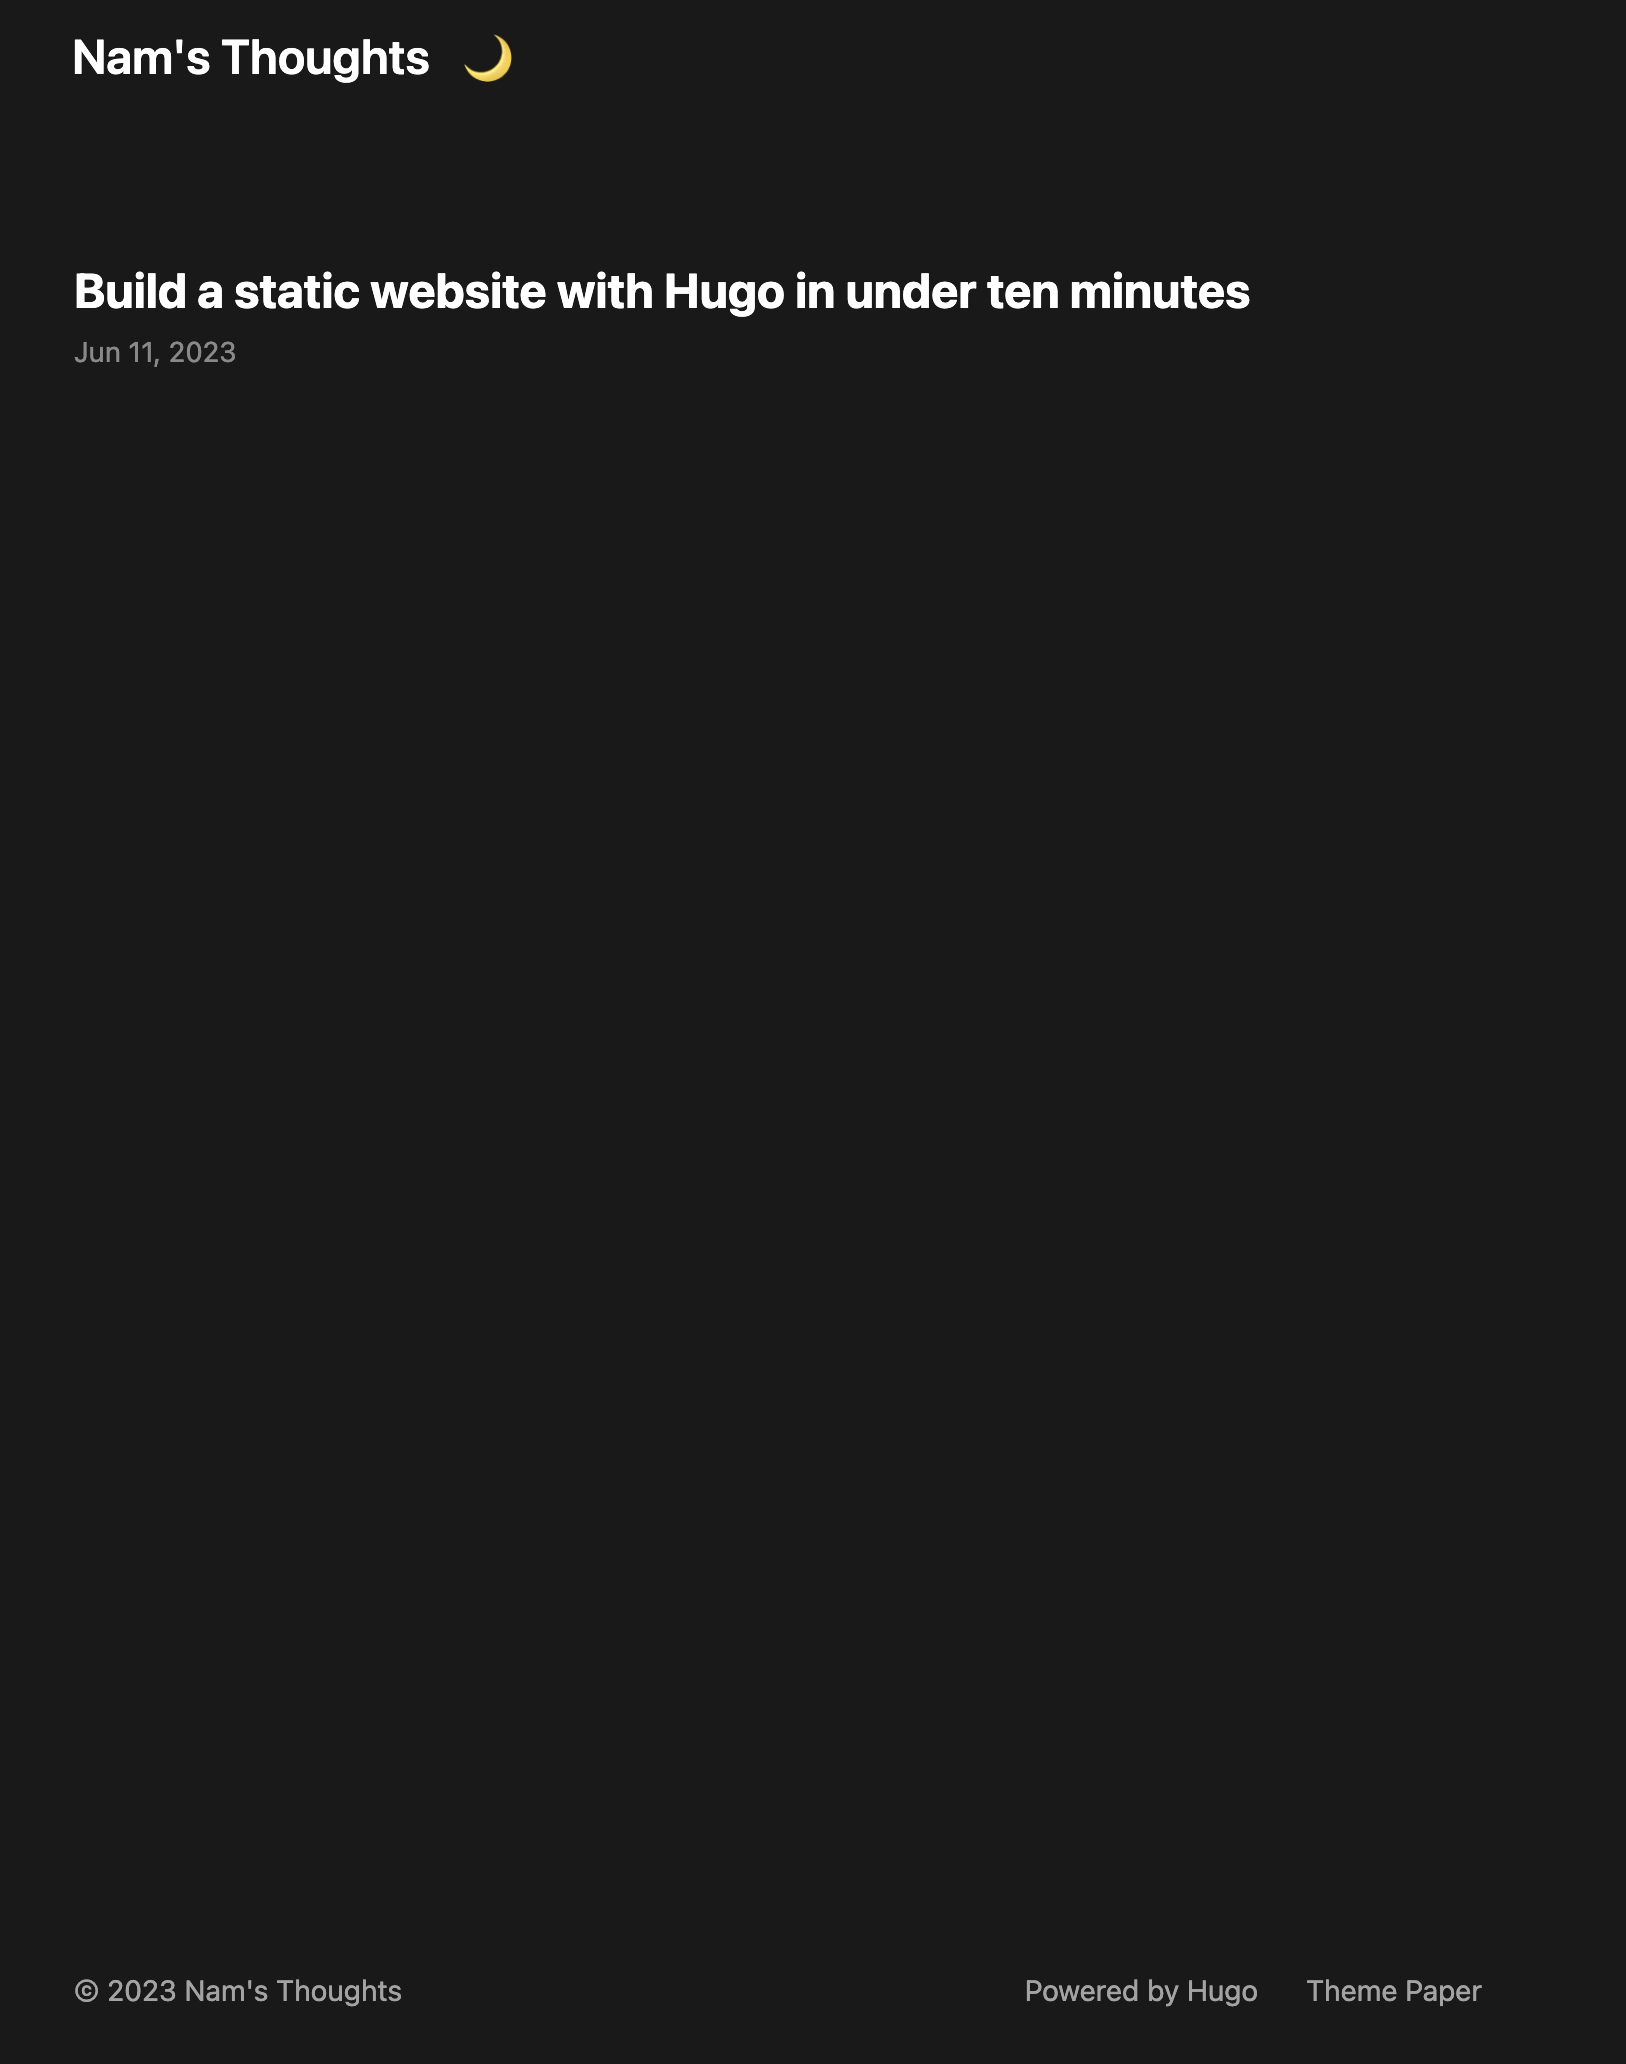 Nam's Thoughts 🌙
Build a static website with Hugo in under ten minutes
Jun 11, 2023
© 2023 Nam's Thoughts
Powered by Hugo
Theme Paper